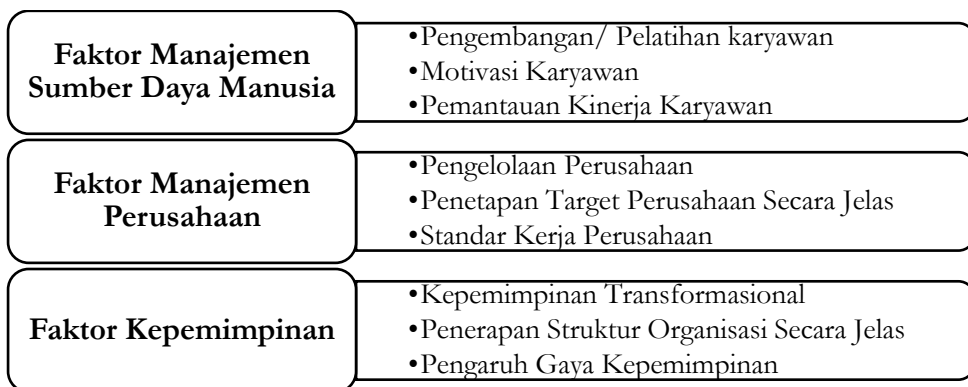 Faktor Manajemen
Sumber Daya Manusia
•Pengembangan/ Pelatihan karyawan
•Motivasi Karyawan
•Pemantauan Kinerja Karyawan
Faktor Manajemen
Perusahaan
•Pengelolaan Perusahaan
•Penetapan Target Perusahaan Secara Jelas
•Standar Kerja Perusahaan
Faktor Kepemimpinan
•Kepemimpinan Transformasional
•Penerapan Struktur Organisasi Secara Jelas
•Pengaruh Gaya Kepemimpinan